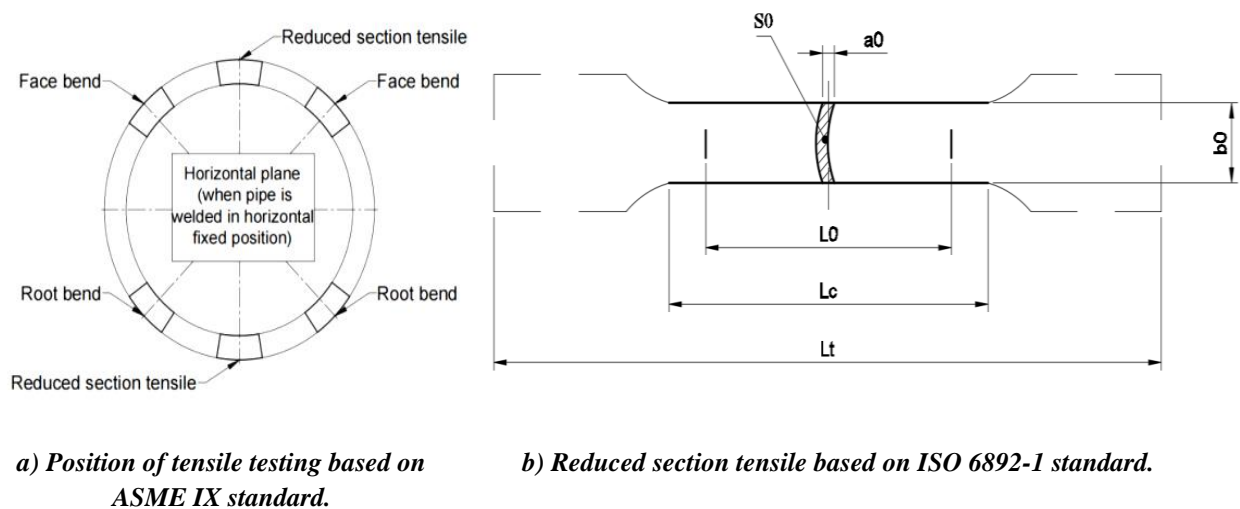 Reduced section tensile
Face bend
Face bend
Horizontal plane
(when pipe is
welded in horizontal
fixed position)
Root bend
Root bend
Reduced section tensile
S0
a0
b0
L0
Lc
Lt
a) Position of tensile testing based on
ASME IX standard.
b) Reduced section tensile based on ISO 6892-1 standard.